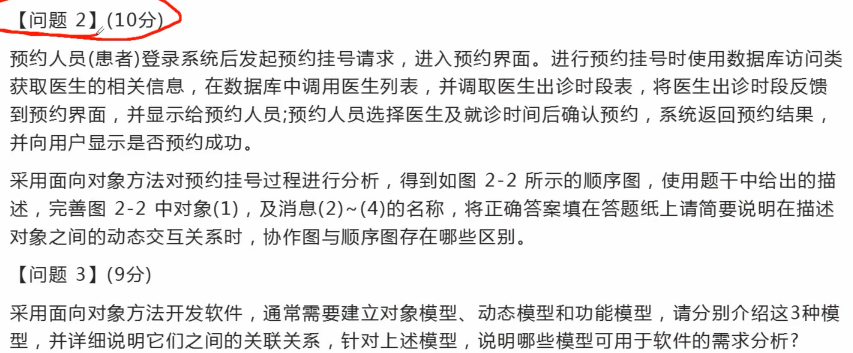 【问题 2】(10分)
预约人员(患者)登录系统后发起预约挂号请求，进入预约界面。进行预约挂号时使用数据库访问类
获取医生的相关信息，在数据库中调用医生列表，并调取医生出诊时段表，将医生出诊时段反馈
到预约界面，并显示给预约人员;预约人员选择医生及就诊时间后确认预约，系统返回预约结果，
并向用户显示是否预约成功。
采用面向对象方法对预约挂号过程进行分析，得到如图 2-2 所示的顺序图，使用题干中给出的描
述，完善图 2-2 中对象(1)，及消息(2)~(4)的名称，将正确答案填在答题纸上请简要说明在描述
对象之间的动态交互关系时，协作图与顺序图存在哪些区别。
【问题 3】(9分)
采用面向对象方法开发软件，通常需要建立对象模型、动态模型和功能模型，请分别介绍这3种模
型，并详细说明它们之间的关联关系，针对上述模型，说明哪些模型可用于软件的需求分析?